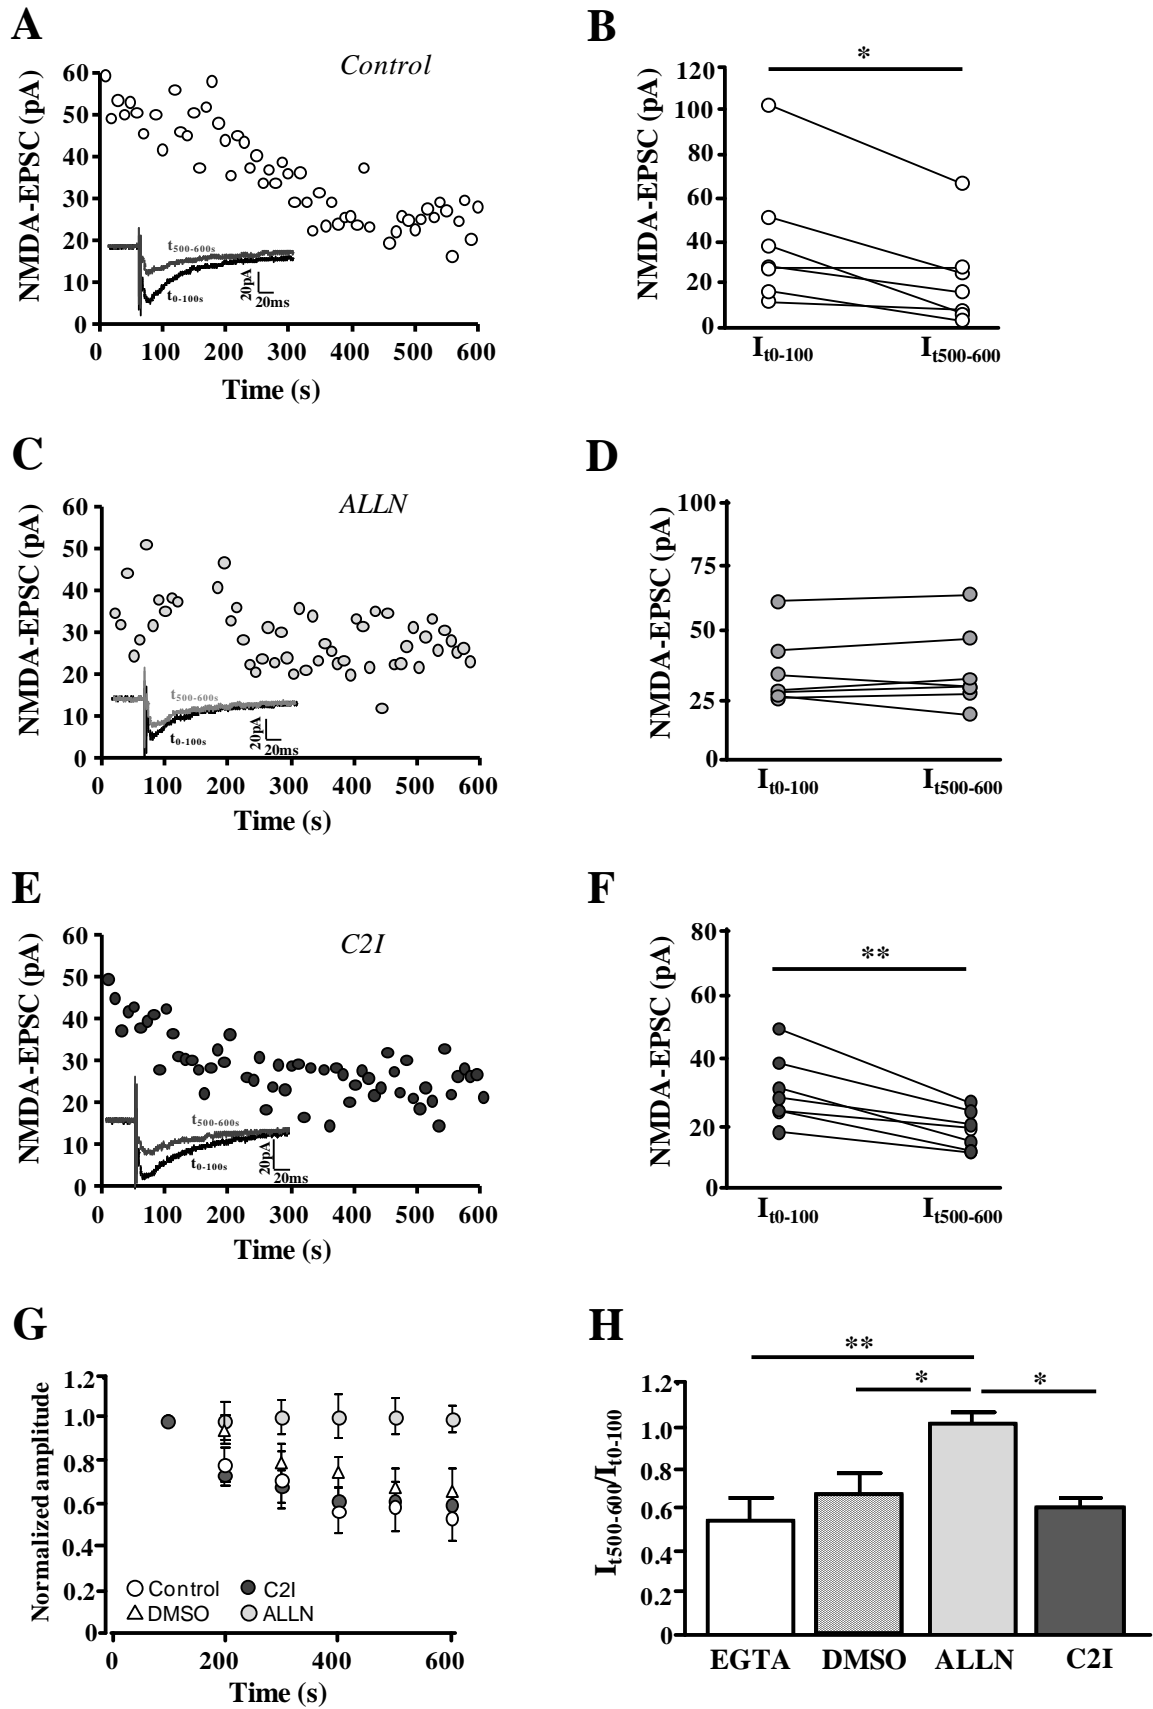 A
Control
NMDA-EPSC (pA)
60
50
40
30
20
10
0
t500-600s
t0-100s
20pA
20ms
0 100 200 300 400 500 600
Time (s)
B
*
NMDA-EPSC (pA)
120
100
80
60
40
20
0
It0-100 It500-600
C
ALLN
NMDA-EPSC (pA)
60
50
40
30
20
10
0
t500-600s
t0-100s
20pA
20ms
0 100 200 300 400 500 600
Time (s)
D
NMDA-EPSC (pA)
100
75
50
25
0
It0-100 It500-600
E
C2I
NMDA-EPSC (pA)
60
50
40
30
20
10
0
t500-600s
t0-100s
20pA
20ms
0 100 200 300 400 500 600
Time (s)
F
**
NMDA-EPSC (pA)
80
60
40
20
0
It0-100 It500-600
G
Normalized amplitude
1.2
1.0
0.8
0.6
0.4
0.2
0
Control C2I
DMSO ALLN
0 200 400 600
Time (s)
H
**
* *
It500-600/It0-100
1.2
1.0
0.8
0.6
0.4
0.2
0
EGTA DMSO ALLN C2I